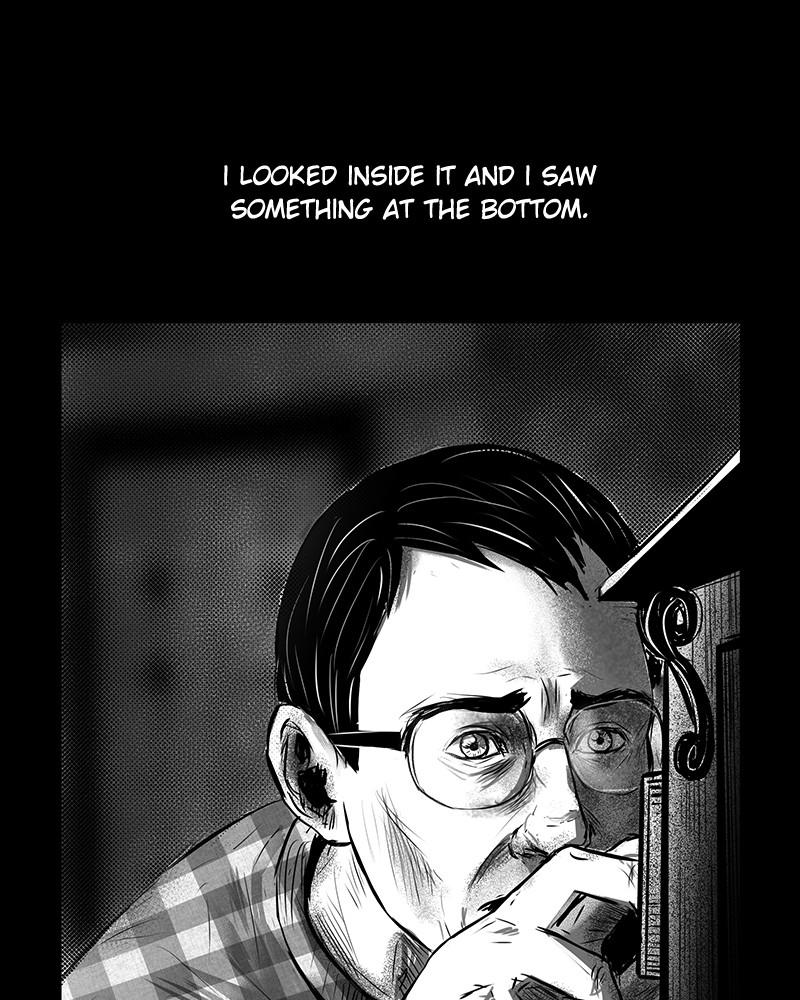 I LOOKED INSIDE IT AND I SAW
SOMETHING AT THE BOTTOM.